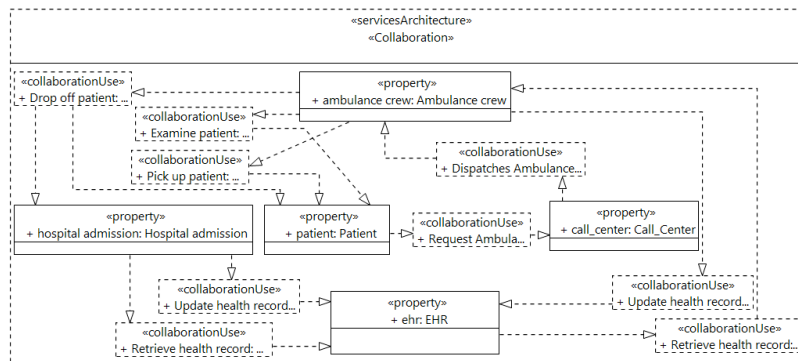 «servicesArchitecture»
«Collaboration»
«collaborationUse»
+ Drop off patient: ...
«property»
+ ambulance crew: Ambulance crew
«collaborationUse»
+ Examine patient: ...
«collaborationUse»
+ Pick up patient: ...
«collaborationUse»
+ Dispatches Ambulance...
«property»
+ hospital admission: Hospital admission
«property»
+ patient: Patient
«collaborationUse»
+ Request Ambula...
«property»
+ call_center: Call_Center
«collaborationUse»
+ Update health record...
«property»
+ ehr: EHR
«collaborationUse»
+ Update health record...
«collaborationUse»
+ Retrieve health record: ...
«collaborationUse»
+ Retrieve health record:...